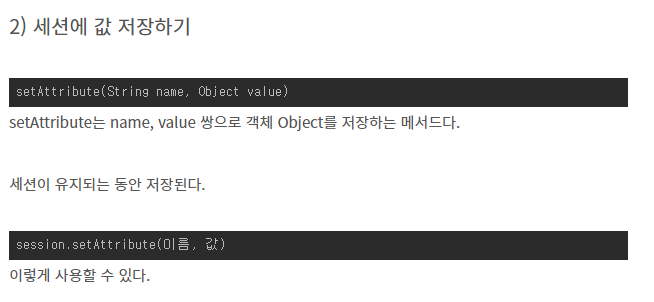 2) 세션에 값 저장하기
setAttribute(String name, Object value)
setAttribute는 name, value 쌍으로 객체 Object를 저장하는 메서드다.
세션이 유지되는 동안 저장된다.
session.setAttribute(이름, 값)
이렇게 사용할 수 있다.